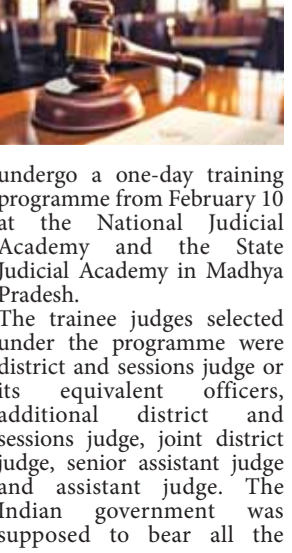 undergo a one-day training
programme from February 10
at the National Judicial
Academy and the State
Judicial Academy in Madhya
Pradesh.
The trainee judges selected
under the programme were
district and sessions judge or
its equivalent officers,
additional district and
sessions judge, joint district
judge, senior assistant judge
and assistant judge. The
Indian government was
supposed to bear all the